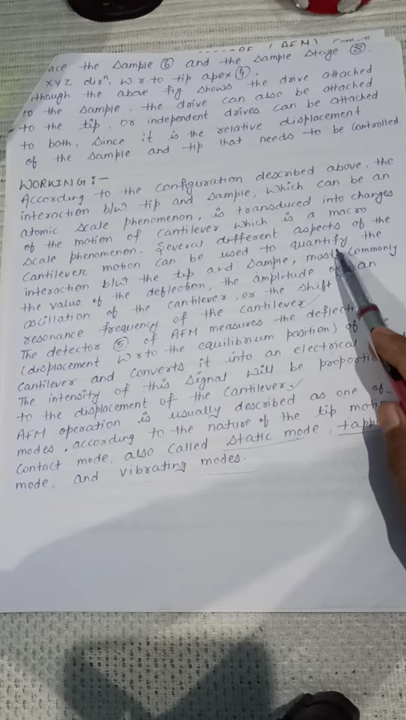 (AFM)
ace the sample ⑥ and the sample stage ⑧
xyz dirⁿ. w r to tip apex ④.
though the above fig shows the drive attached
to the sample, the drive can also be attached
to the tip, or independent drives can be attached
to both, since it is the relative displacement
of the sample and tip that needs to be controlled
WORKING :-
According to the configuration described above, the
interaction b/w tip and sample, which can be an
atomic scale phenomenon, is transduced into changes
of the motion of cantilever which is a macro
scale phenomenon. Several different aspects of the
cantilever motion can be used to quantify the
interaction b/w the tip and sample, most commonly
the value of the deflection, the amplitude of an
oscillation of the cantilever, or the shift
resonance frequency of the cantilever
The detector ⑤ of AFM measures the deflecti
(displacement w r to the equilibrium position) of
cantilever and converts it into an electrical
The intensity of this signal will be proportio
to the displacement of the cantilever.
AFM operation is usually described as one of
modes, according to the nature of the tip moti
contact mode, also called static mode, tapp
mode, and vibrating modes.